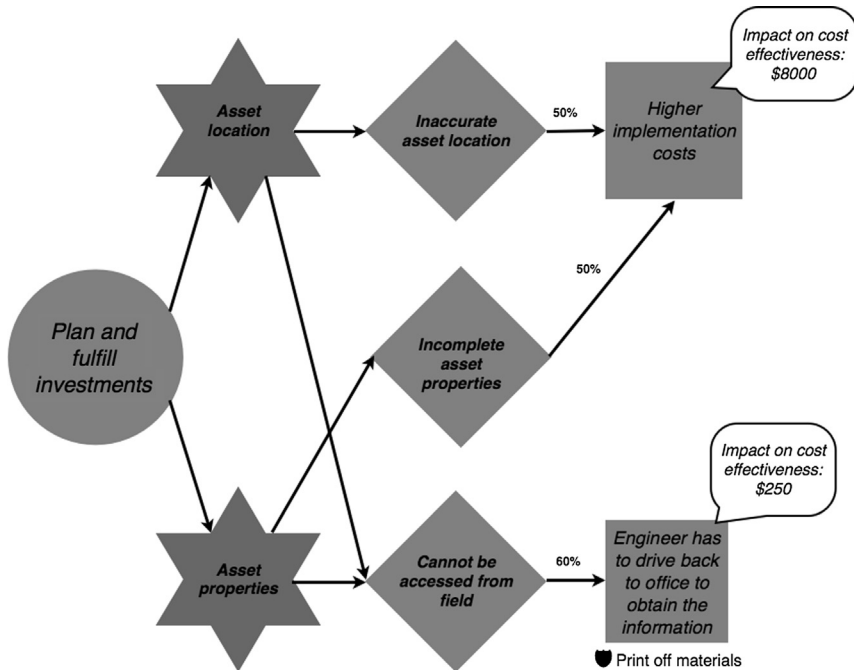 Impact on cost
effectiveness:
$8000
Asset
location
Inaccurate
asset location
50%
Higher
implementation
costs
50%
Plan and
fulfill
investments
Incomplete
asset
properties
Impact on cost
effectiveness:
$250
Asset
properties
Cannot be
accessed from
field
60%
Engineer has
to drive back
to office to
obtain the
information
Print off materials